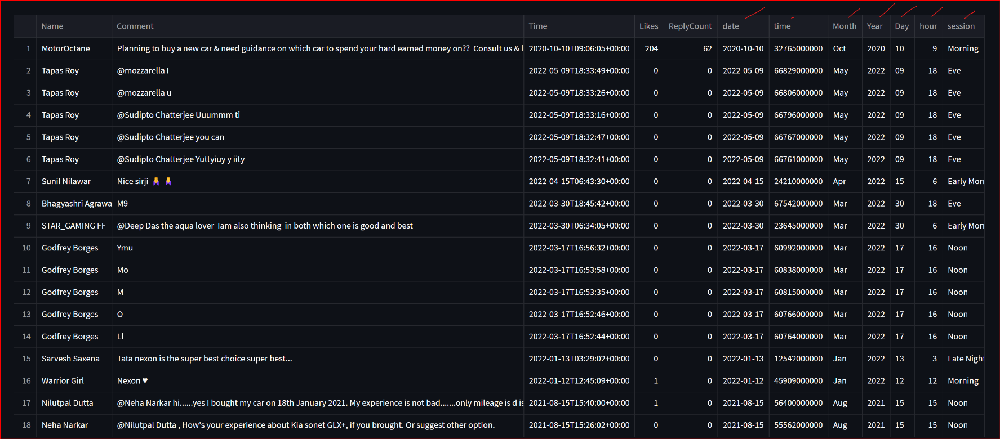 Name Comment Time Likes ReplyCount date time Month Year Day hour session
1 MotorOctane Planning to buy a new car & need guidance on which car to spend your hard earned money on?? Consult us & l 2020-10-10T09:06:05+00:00 204 62 2020-10-10 32765000000 Oct 2020 10 9 Morning
2 Tapas Roy @mozzarella I 2022-05-09T18:33:49+00:00 0 0 2022-05-09 66829000000 May 2022 09 18 Eve
3 Tapas Roy @mozzarella u 2022-05-09T18:33:26+00:00 0 0 2022-05-09 66806000000 May 2022 09 18 Eve
4 Tapas Roy @Sudipto Chatterjee Uuummm ti 2022-05-09T18:33:16+00:00 0 0 2022-05-09 66796000000 May 2022 09 18 Eve
5 Tapas Roy @Sudipto Chatterjee you can 2022-05-09T18:32:47+00:00 0 0 2022-05-09 66767000000 May 2022 09 18 Eve
6 Tapas Roy @Sudipto Chatterjee Yuttyiuy y iity 2022-05-09T18:32:41+00:00 0 0 2022-05-09 66761000000 May 2022 09 18 Eve
7 Sunil Nilawar Nice sirji 2022-04-15T06:43:30+00:00 0 0 2022-04-15 24210000000 Apr 2022 15 6 Early Mor
8 Bhagyashri Agrawa M9 2022-03-30T18:45:42+00:00 0 0 2022-03-30 67542000000 Mar 2022 30 18 Eve
9 STAR_GAMING FF @Deep Das the aqua lover Iam also thinking in both which one is good and best 2022-03-30T06:34:05+00:00 0 0 2022-03-30 23645000000 Mar 2022 30 6 Early Mor
10 Godfrey Borges Ymu 2022-03-17T16:56:32+00:00 0 0 2022-03-17 60992000000 Mar 2022 17 16 Noon
11 Godfrey Borges Mo 2022-03-17T16:53:58+00:00 0 0 2022-03-17 60838000000 Mar 2022 17 16 Noon
12 Godfrey Borges M 2022-03-17T16:53:35+00:00 0 0 2022-03-17 60815000000 Mar 2022 17 16 Noon
13 Godfrey Borges O 2022-03-17T16:52:46+00:00 0 0 2022-03-17 60766000000 Mar 2022 17 16 Noon
14 Godfrey Borges Ll 2022-03-17T16:52:44+00:00 0 0 2022-03-17 60764000000 Mar 2022 17 16 Noon
15 Sarvesh Saxena Tata nexon is the super best choice super best... 2022-01-13T03:29:02+00:00 0 0 2022-01-13 12542000000 Jan 2022 13 3 Late Nigh
16 Warrior Girl Nexon ♥ 2022-01-12T12:45:09+00:00 1 0 2022-01-12 45909000000 Jan 2022 12 12 Morning
17 Nilutpal Dutta @Neha Narkar hi......yes I bought my car on 18th January 2021. My experience is not bad.......only mileage is d is 2021-08-15T15:40:00+00:00 1 0 2021-08-15 56400000000 Aug 2021 15 15 Noon
18 Neha Narkar @Nilutpal Dutta , How's your experience about Kia sonet GLX+, if you brought. Or suggest other option. 2021-08-15T15:26:02+00:00 0 0 2021-08-15 55562000000 Aug 2021 15 15 Noon